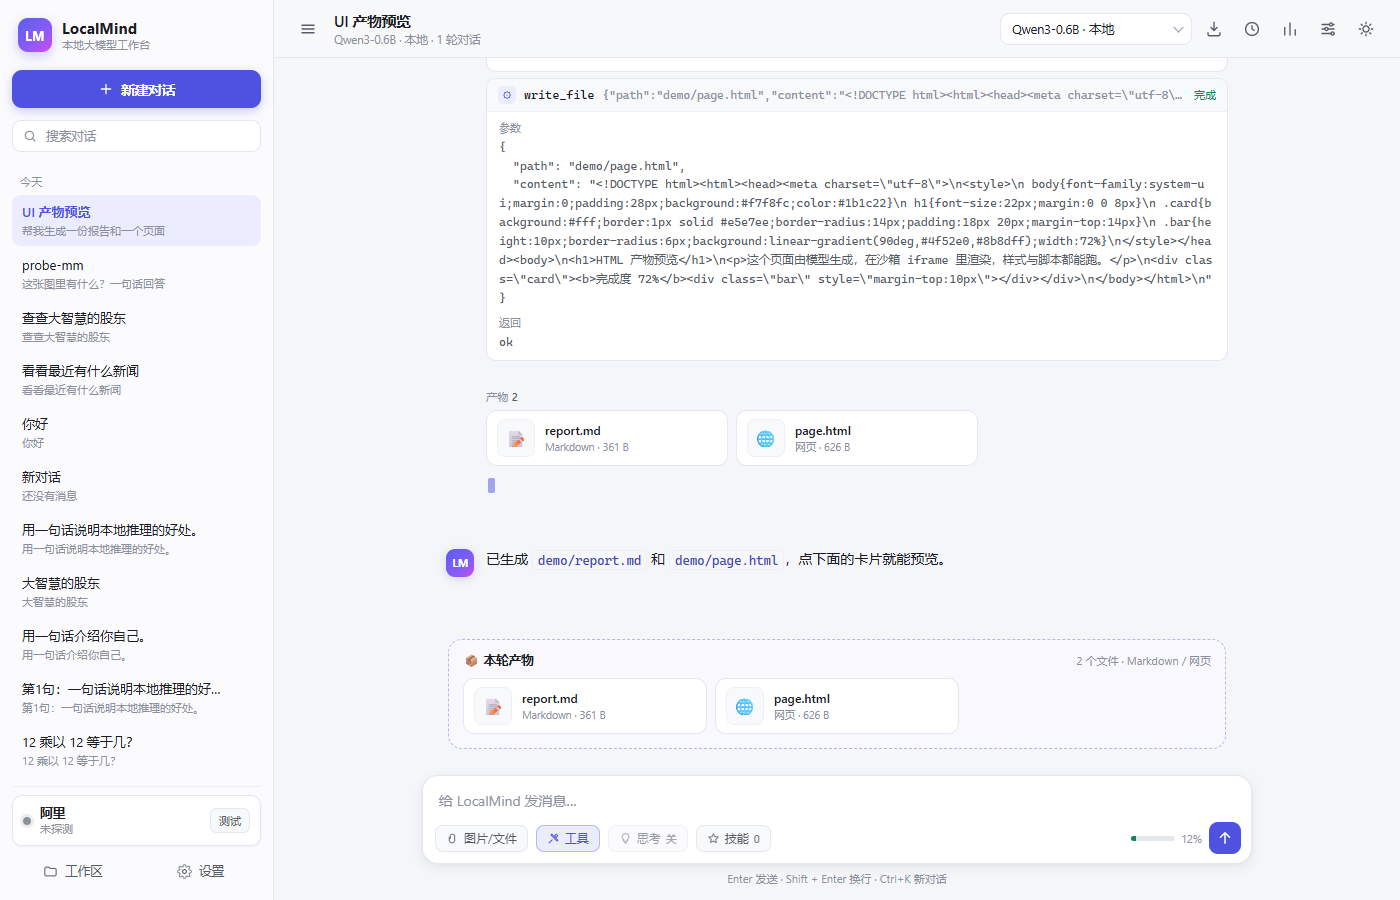 LM
LocalMind
本地大模型工作台
新建对话
搜索对话
今天
UI 产物预览
帮我生成一份报告和一个页面
probe-mm
这张图里有什么？一句话回答
查查大智慧的股东
查查大智慧的股东
看看最近有什么新闻
看看最近有什么新闻
你好
你好
新对话
还没有消息
用一句话说明本地推理的好处。
用一句话说明本地推理的好处。
大智慧的股东
大智慧的股东
用一句话介绍你自己。
用一句话介绍你自己。
第1句：一句话说明本地推理的好...
第1句：一句话说明本地推理的好处。
12 乘以 12 等于几？
12 乘以 12 等于几？
阿里
未探测
测试
工作区
设置
UI 产物预览
Qwen3-0.6B · 本地 · 1 轮对话
Qwen3-0.6B · 本地
write_file {"path":"demo/page.html","content":"<!DOCTYPE html><html><head><meta charset=\"utf-8\… 完成
参数
{
"path": "demo/page.html",
"content": "<!DOCTYPE html><html><head><meta charset=\"utf-8\">\n<style>\n body{font-family:system-u
i;margin:0;padding:28px;background:#f7f8fc;color:#1b1c22}\n h1{font-size:22px;margin:0 0 8px}\n .card{b
ackground:#fff;border:1px solid #e5e7ee;border-radius:14px;padding:18px 20px;margin-top:14px}\n .bar{he
ight:10px;border-radius:6px;background:linear-gradient(90deg,#4f52e0,#8b8dff);width:72%}\n</style></hea
d><body>\n<h1>HTML 产物预览</h1>\n<p>这个页面由模型生成，在沙箱 iframe 里渲染，样式与脚本都能跑。</p>\n<div clas
s=\"card\"><b>完成度 72%</b><div class=\"bar\" style=\"margin-top:10px\"></div></div>\n</body></html>\n"
}
返回
ok
产物 2
report.md
Markdown · 361 B
page.html
网页 · 626 B
LM
已生成 demo/report.md 和 demo/page.html ，点下面的卡片就能预览。
本轮产物
2 个文件 · Markdown / 网页
report.md
Markdown · 361 B
page.html
网页 · 626 B
给 LocalMind 发消息...
图片/文件
工具
思考 关
技能 0
12%
Enter 发送 · Shift + Enter 换行 · Ctrl+K 新对话